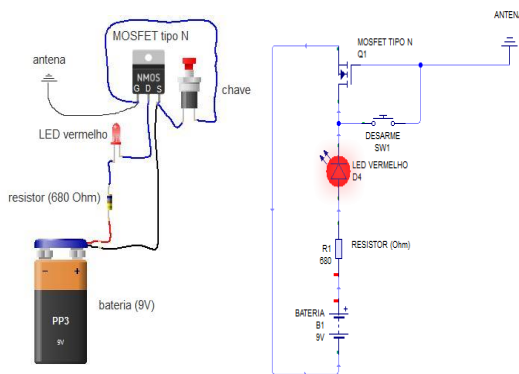 MOSFET tipo N
antena
NMOS
G D S
chave
LED vermelho
resistor (680 Ohm)
bateria (9V)
− +
PP3
9V
ANTENA
MOSFET TIPO N
Q1
DESARME
SW1
LED VERMELHO
D4
R1
680
RESISTOR (Ohm)
BATERIA
B1
9V
+